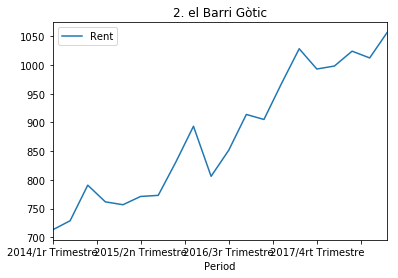 2. el Barri Gòtic
Rent
1050
1000
950
900
850
800
750
700
2014/1r Trimestre 2015/2n Trimestre 2016/3r Trimestre 2017/4rt Trimestre
Period